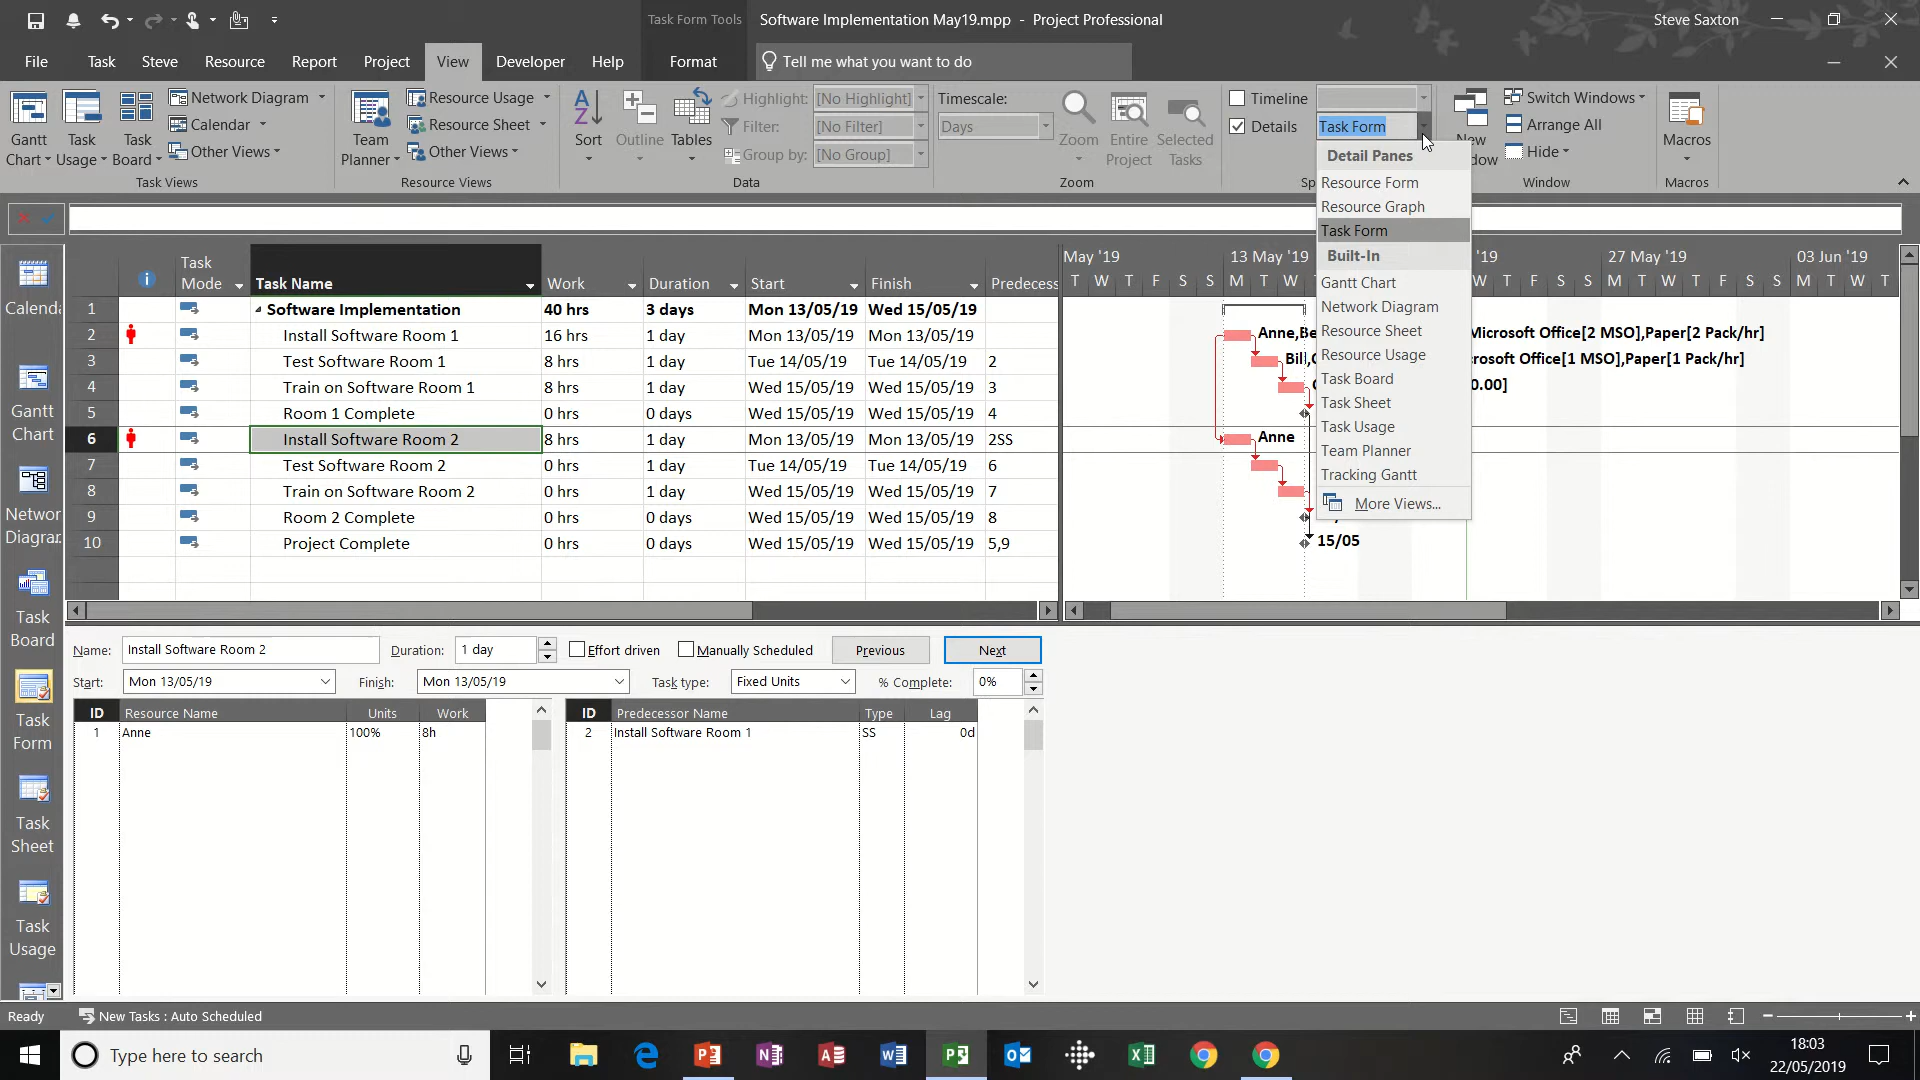 Task Form Tools
Software Implementation May19.mpp - Project Professional
Steve Saxton
File Task Steve Resource Report Project View Developer Help Format Tell me what you want to do
Gantt Chart
Task Usage
Task Board
Network Diagram
Calendar
Other Views
Task Views
Team Planner
Resource Usage
Resource Sheet
Other Views
Resource Views
Sort
Outline
Tables
Highlight: [No Highlight]
Filter: [No Filter]
Group by: [No Group]
Data
Timescale:
Days
Zoom
Entire Project
Selected Tasks
Zoom
Timeline
Details Task Form
Sp
New
ndow
Switch Windows
Arrange All
Hide
Window
Macros
Macros
Detail Panes
Resource Form
Resource Graph
Task Form
Built-In
Gantt Chart
Network Diagram
Resource Sheet
Resource Usage
Task Board
Task Sheet
Task Usage
Team Planner
Tracking Gantt
More Views...
Calenda
Gantt Chart
Networ
Diagra
Task Board
Task Form
Task Sheet
Task Usage
Task Mode Task Name Work Duration Start Finish Predecess
1 Software Implementation 40 hrs 3 days Mon 13/05/19 Wed 15/05/19
2 Install Software Room 1 16 hrs 1 day Mon 13/05/19 Mon 13/05/19
3 Test Software Room 1 8 hrs 1 day Tue 14/05/19 Tue 14/05/19 2
4 Train on Software Room 1 8 hrs 1 day Wed 15/05/19 Wed 15/05/19 3
5 Room 1 Complete 0 hrs 0 days Wed 15/05/19 Wed 15/05/19 4
6 Install Software Room 2 8 hrs 1 day Mon 13/05/19 Mon 13/05/19 2SS
7 Test Software Room 2 0 hrs 1 day Tue 14/05/19 Tue 14/05/19 6
8 Train on Software Room 2 0 hrs 1 day Wed 15/05/19 Wed 15/05/19 7
9 Room 2 Complete 0 hrs 0 days Wed 15/05/19 Wed 15/05/19 8
10 Project Complete 0 hrs 0 days Wed 15/05/19 Wed 15/05/19 5,9
May '19 13 May '19 '19 27 May '19 03 Jun '19
T W T F S S M T W T F S S M T W T F S S M T W T
Anne,Be Microsoft Office[2 MSO],Paper[2 Pack/hr]
Bill, rosoft Office[1 MSO],Paper[1 Pack/hr]
0.00]
Anne
15/05
Name: Install Software Room 2 Duration: 1 day Effort driven Manually Scheduled Previous Next
Start: Mon 13/05/19 Finish: Mon 13/05/19 Task type: Fixed Units % Complete: 0%
ID Resource Name Units Work
1 Anne 100% 8h
ID Predecessor Name Type Lag
2 Install Software Room 1 SS 0d
Ready New Tasks : Auto Scheduled
Type here to search
18:03
22/05/2019